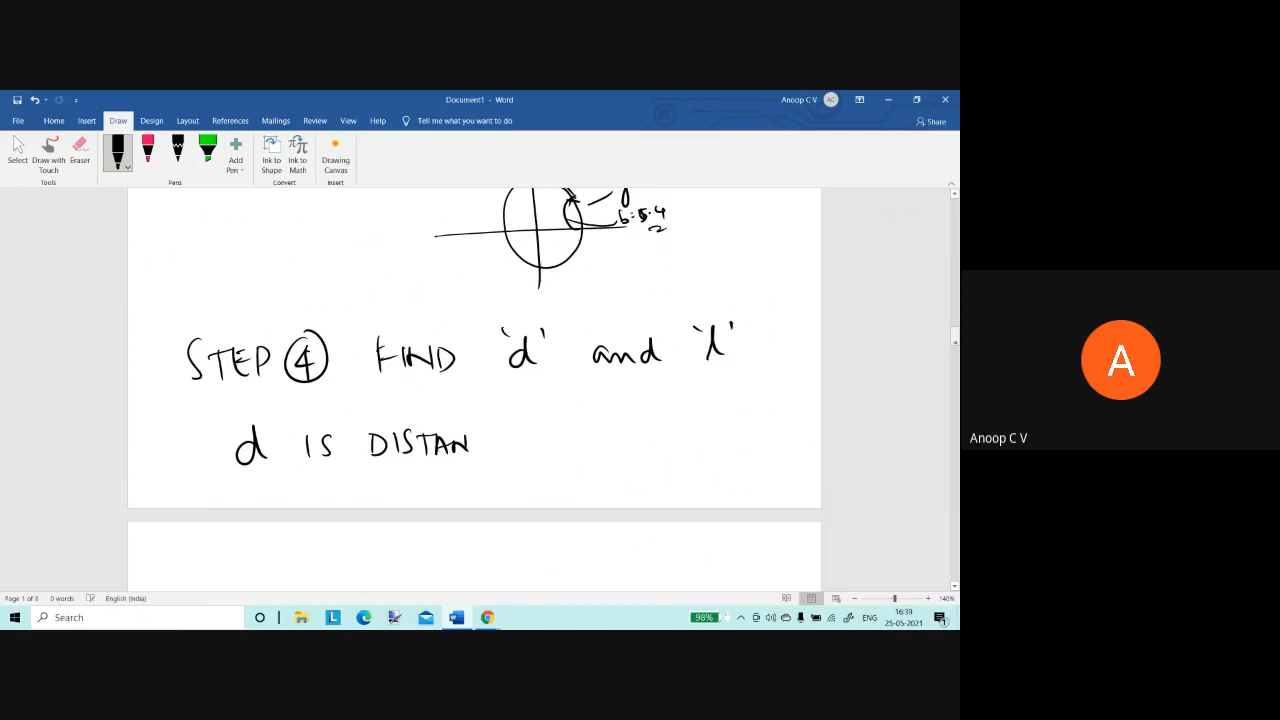 Document1 - Word
Anoop C V
AC
File Home Insert Draw Design Layout References Mailings Review View Help Tell me what you want to do
Share
Select Draw with Touch Eraser Add Pen Ink to Shape Ink to Math Drawing Canvas
Tools Pens Convert Insert
STEP 4 FIND 'd' and 'l'
d IS DISTAN
A
Anoop C V
Page 1 of 8 0 words English (India)
140%
Search
L
98%
ENG
16:39
25-05-2021